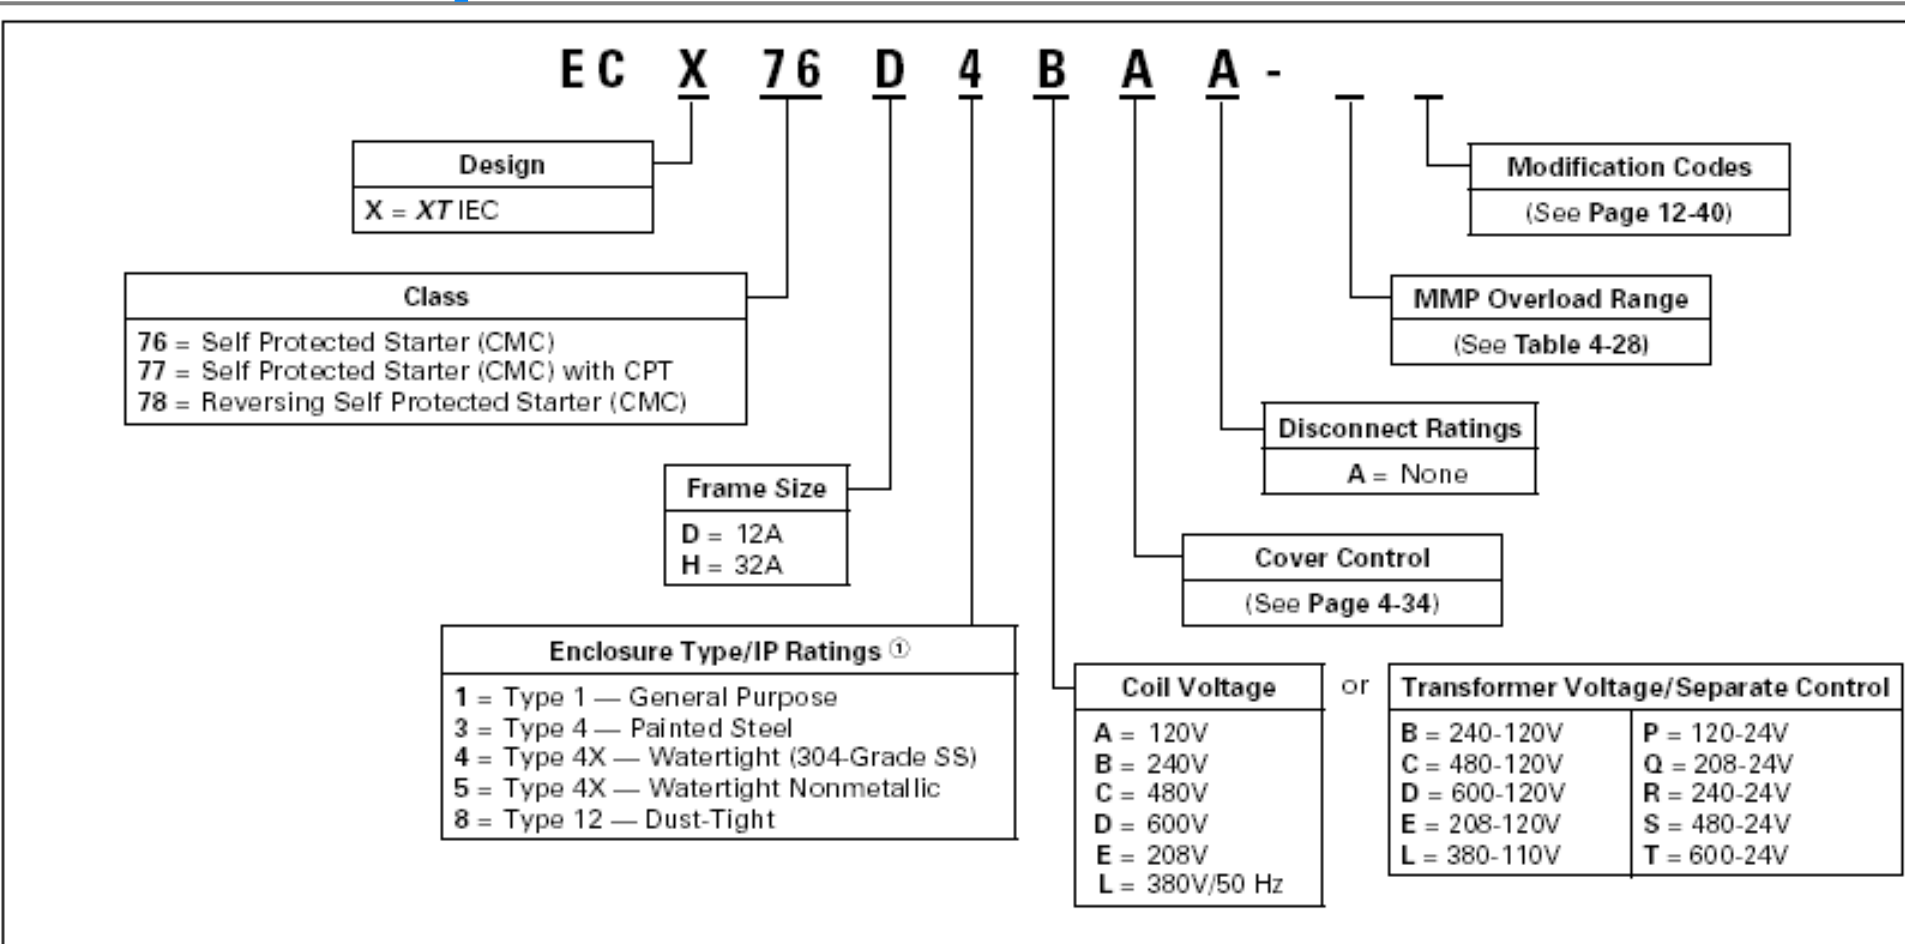 EC X 76 D 4 B A A - _ _
Design
X = XT IEC
Modification Codes
(See Page 12-40)
Class
76 = Self Protected Starter (CMC)
77 = Self Protected Starter (CMC) with CPT
78 = Reversing Self Protected Starter (CMC)
MMP Overload Range
(See Table 4-28)
Disconnect Ratings
A = None
Frame Size
D = 12A
H = 32A
Cover Control
(See Page 4-34)
Enclosure Type/IP Ratings ①
1 = Type 1 — General Purpose
3 = Type 4 — Painted Steel
4 = Type 4X — Watertight (304-Grade SS)
5 = Type 4X — Watertight Nonmetallic
8 = Type 12 — Dust-Tight
Coil Voltage
A = 120V
B = 240V
C = 480V
D = 600V
E = 208V
L = 380V/50 Hz
or
Transformer Voltage/Separate Control
B = 240-120V
C = 480-120V
D = 600-120V
E = 208-120V
L = 380-110V
P = 120-24V
Q = 208-24V
R = 240-24V
S = 480-24V
T = 600-24V